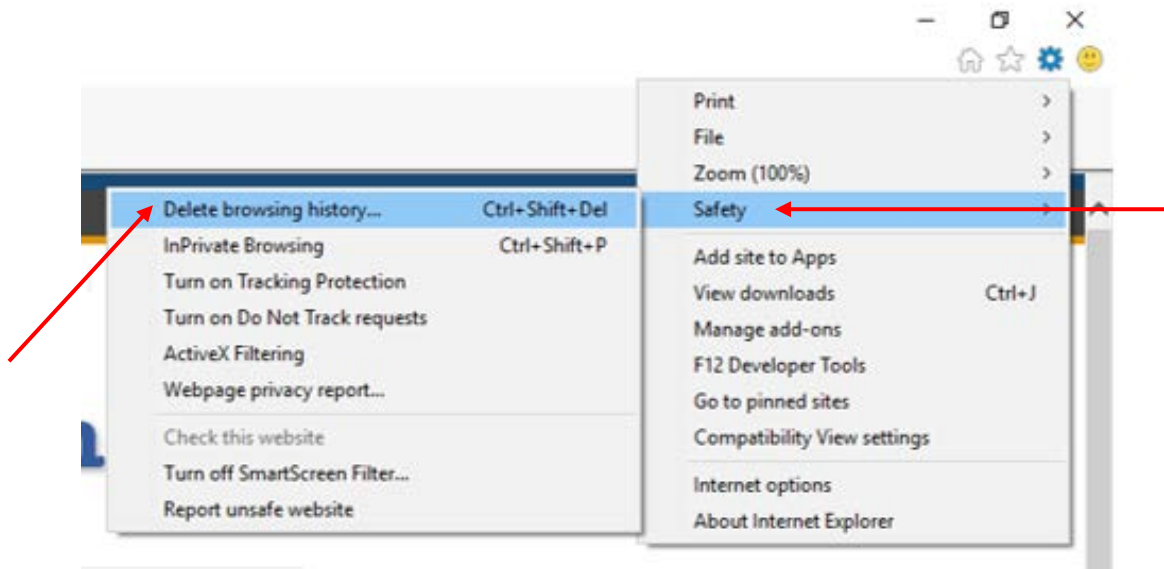 Print
File
Zoom (100%)
Safety
Add site to Apps
View downloads Ctrl+J
Manage add-ons
F12 Developer Tools
Go to pinned sites
Compatibility View settings
Internet options
About Internet Explorer
Delete browsing history... Ctrl+Shift+Del
InPrivate Browsing Ctrl+Shift+P
Turn on Tracking Protection
Turn on Do Not Track requests
ActiveX Filtering
Webpage privacy report...
Check this website
Turn off SmartScreen Filter...
Report unsafe website